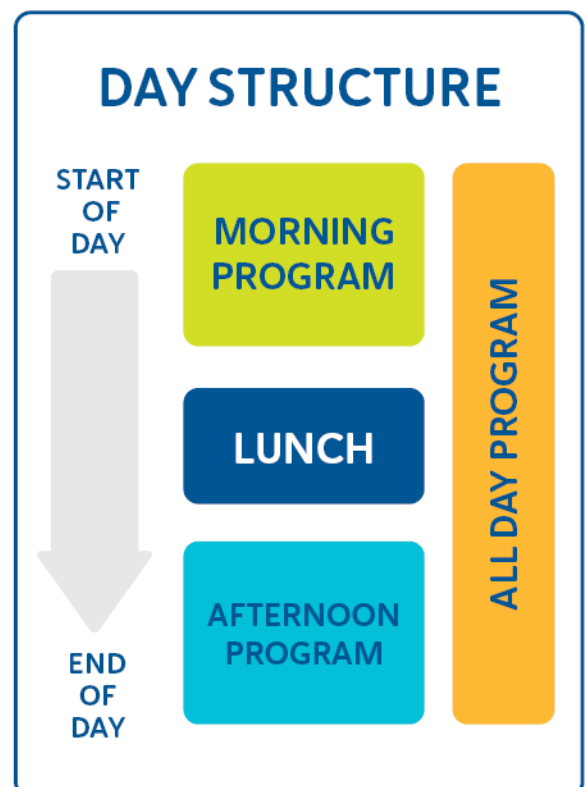 DAY STRUCTURE
START
OF
DAY
MORNING
PROGRAM
LUNCH
AFTERNOON
PROGRAM
END
OF
DAY
ALL DAY PROGRAM